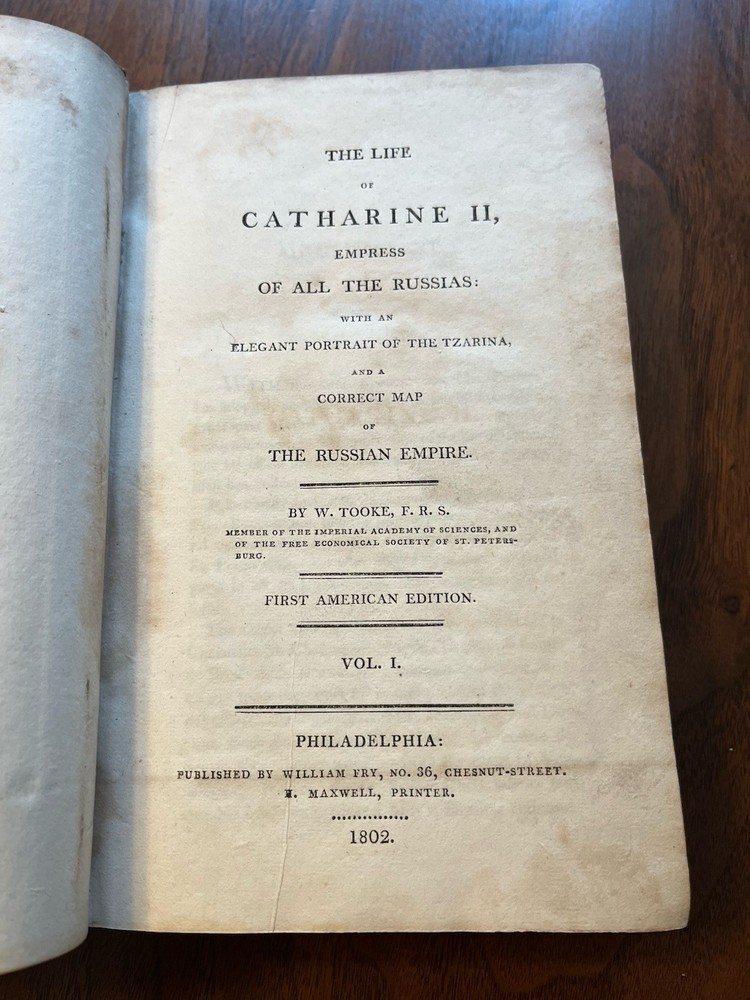 THE LIFE
OF
CATHARINE II,
EMPRESS
OF ALL THE RUSSIAS:
WITH AN
ELEGANT PORTRAIT OF THE TZARINA,
AND A
CORRECT MAP
OF
THE RUSSIAN EMPIRE.
BY W. TOOKE, F. R. S.
MEMBER OF THE IMPERIAL ACADEMY OF SCIENCES, AND
OF THE FREE ECONOMICAL SOCIETY OF ST. PETERS-
BURG.
FIRST AMERICAN EDITION.
VOL. I.
PHILADELPHIA:
PUBLISHED BY WILLIAM FRY, NO. 36, CHESNUT-STREET.
H. MAXWELL, PRINTER.
1802.